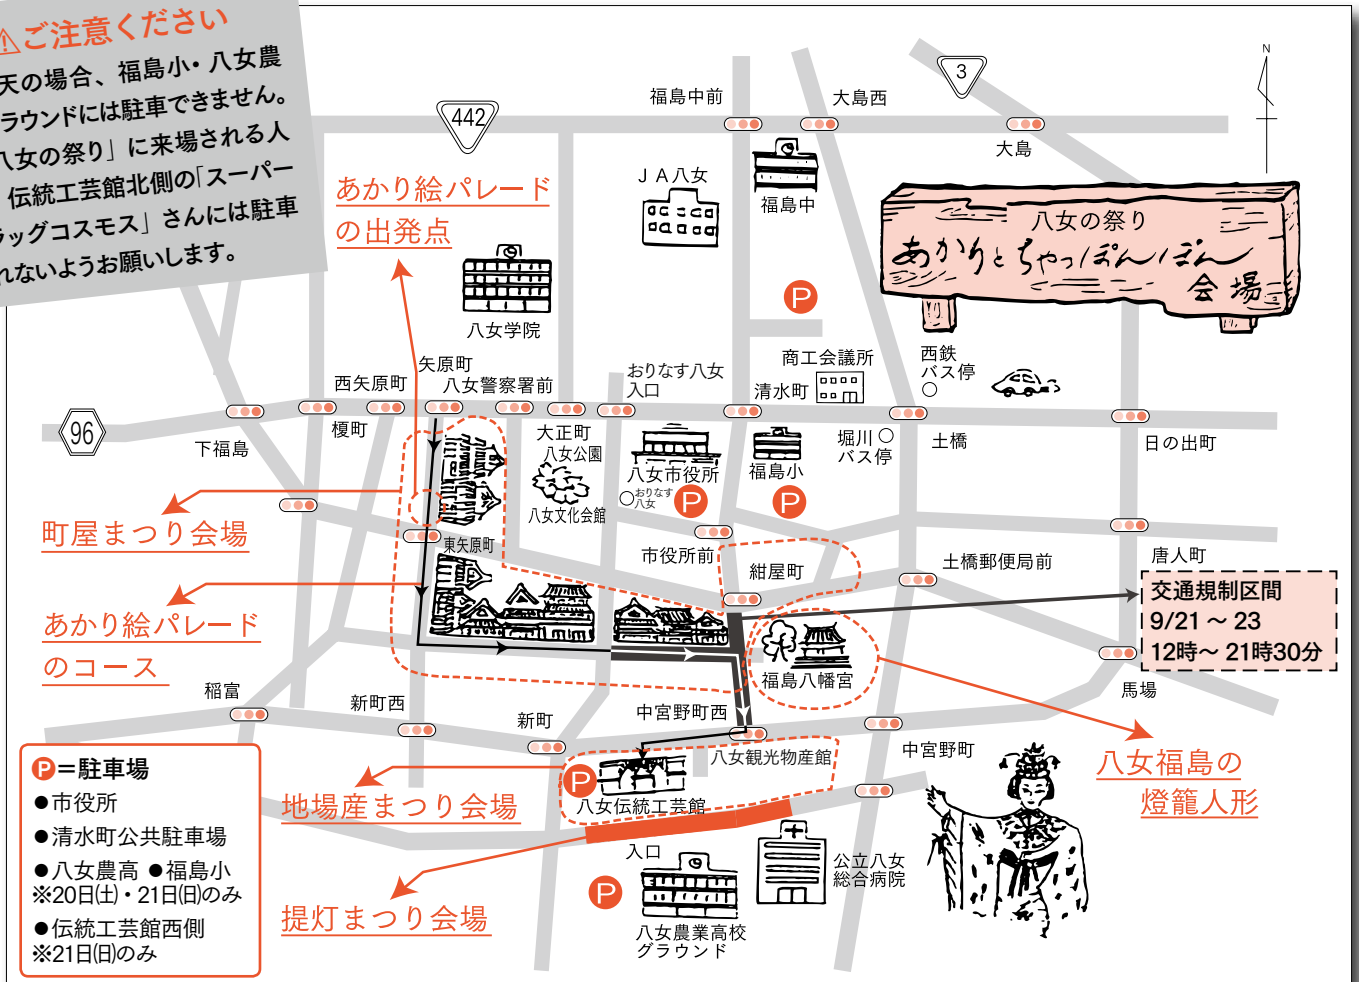 ⚠ご注意ください
天の場合、福島小・八女農
ラウンドには駐車できません。
八女の祭り」に来場される人
、伝統工芸館北側の「スーパー
ラッグコスモス」さんには駐車
れないようお願いします。
442
3
N
福島中前
大島西
大島
JA八女
福島中
あかり絵パレード
の出発点
八女学院
八女の祭り
あかりとちゃっぽんぽん
会場
P
矢原町
西矢原町
八女警察署前
おりなす八女
入口
商工会議所
清水町
西鉄
バス停
96
下福島
榎町
大正町
八女公園
八女市役所
福島小
堀川
バス停
土橋
日の出町
おりなす
八女
P
P
八女文化会館
町屋まつり会場
東矢原町
市役所前
紺屋町
土橋郵便局前
唐人町
交通規制区間
9/21～23
12時～21時30分
あかり絵パレード
のコース
福島八幡宮
馬場
稲富
新町西
新町
中宮野町西
中宮野町
八女観光物産館
八女福島の
燈籠人形
P=駐車場
●市役所
●清水町公共駐車場
●八女農高 ●福島小
※20日(土)・21日(日)のみ
●伝統工芸館西側
※21日(日)のみ
地場産まつり会場
P
八女伝統工芸館
入口
公立八女
総合病院
提灯まつり会場
P
八女農業高校
グラウンド